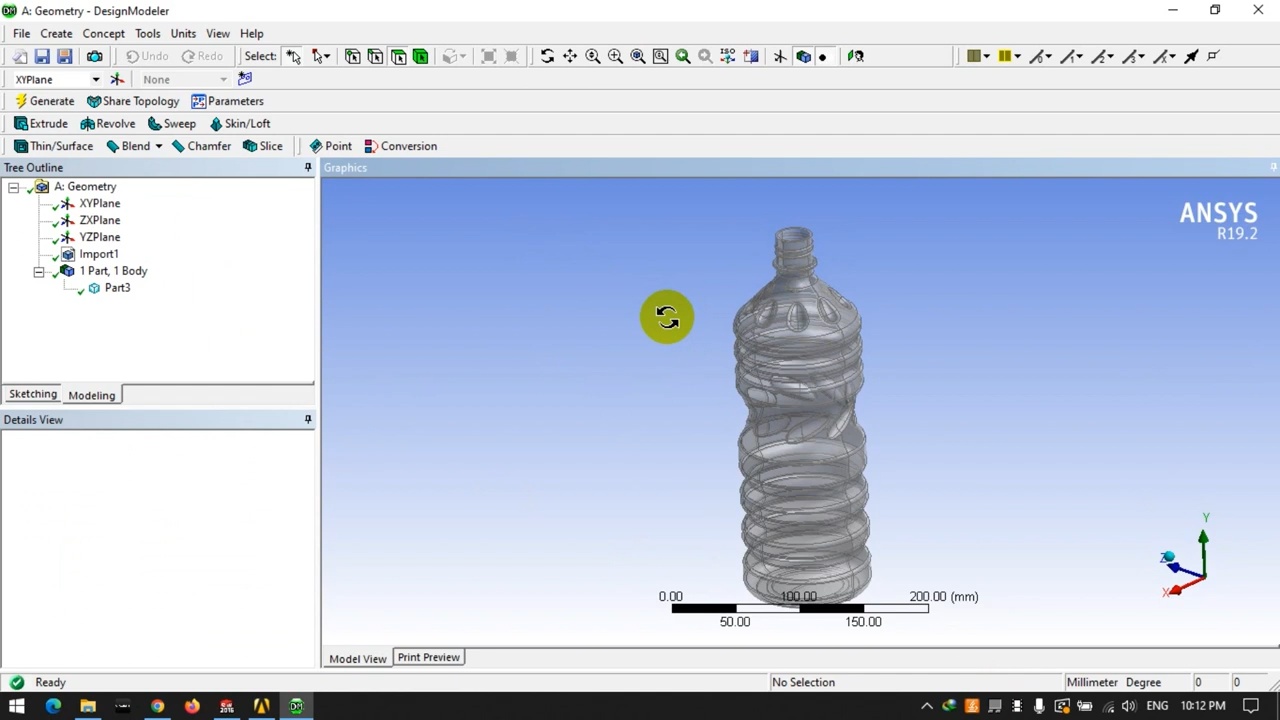 A: Geometry - DesignModeler
File Create Concept Tools Units View Help
Undo Redo Select:
XYPlane None
Generate Share Topology Parameters
Extrude Revolve Sweep Skin/Loft
Thin/Surface Blend Chamfer Slice Point Conversion
Tree Outline
Graphics
A: Geometry
XYPlane
ZXPlane
YZPlane
Import1
1 Part, 1 Body
Part3
ANSYS
R19.2
Sketching Modeling
Details View
Y
Z
X
0.00 100.00 200.00 (mm)
50.00 150.00
Model View Print Preview
Ready No Selection Millimeter Degree 0 0
ENG 10:12 PM